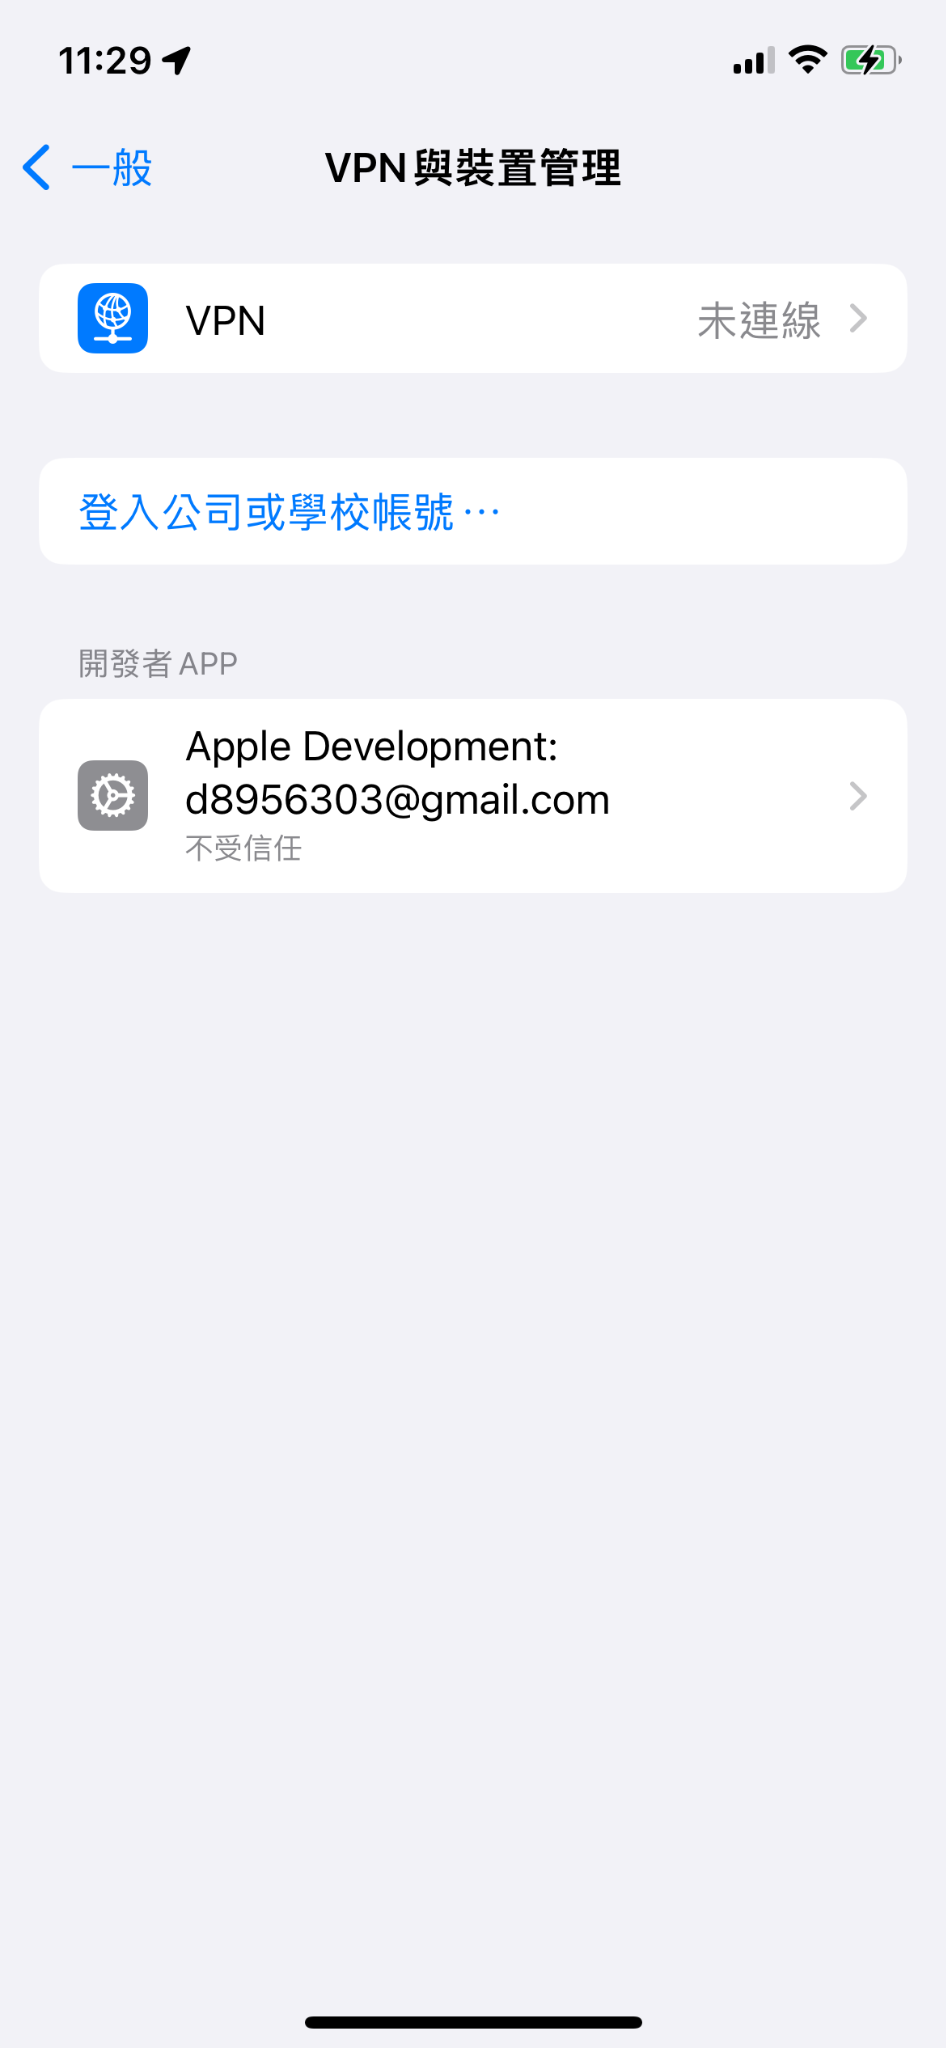 11:29
一般
VPN與裝置管理
VPN
未連線
登入公司或學校帳號⋯
開發者 APP
Apple Development:
d8956303@gmail.com
不受信任